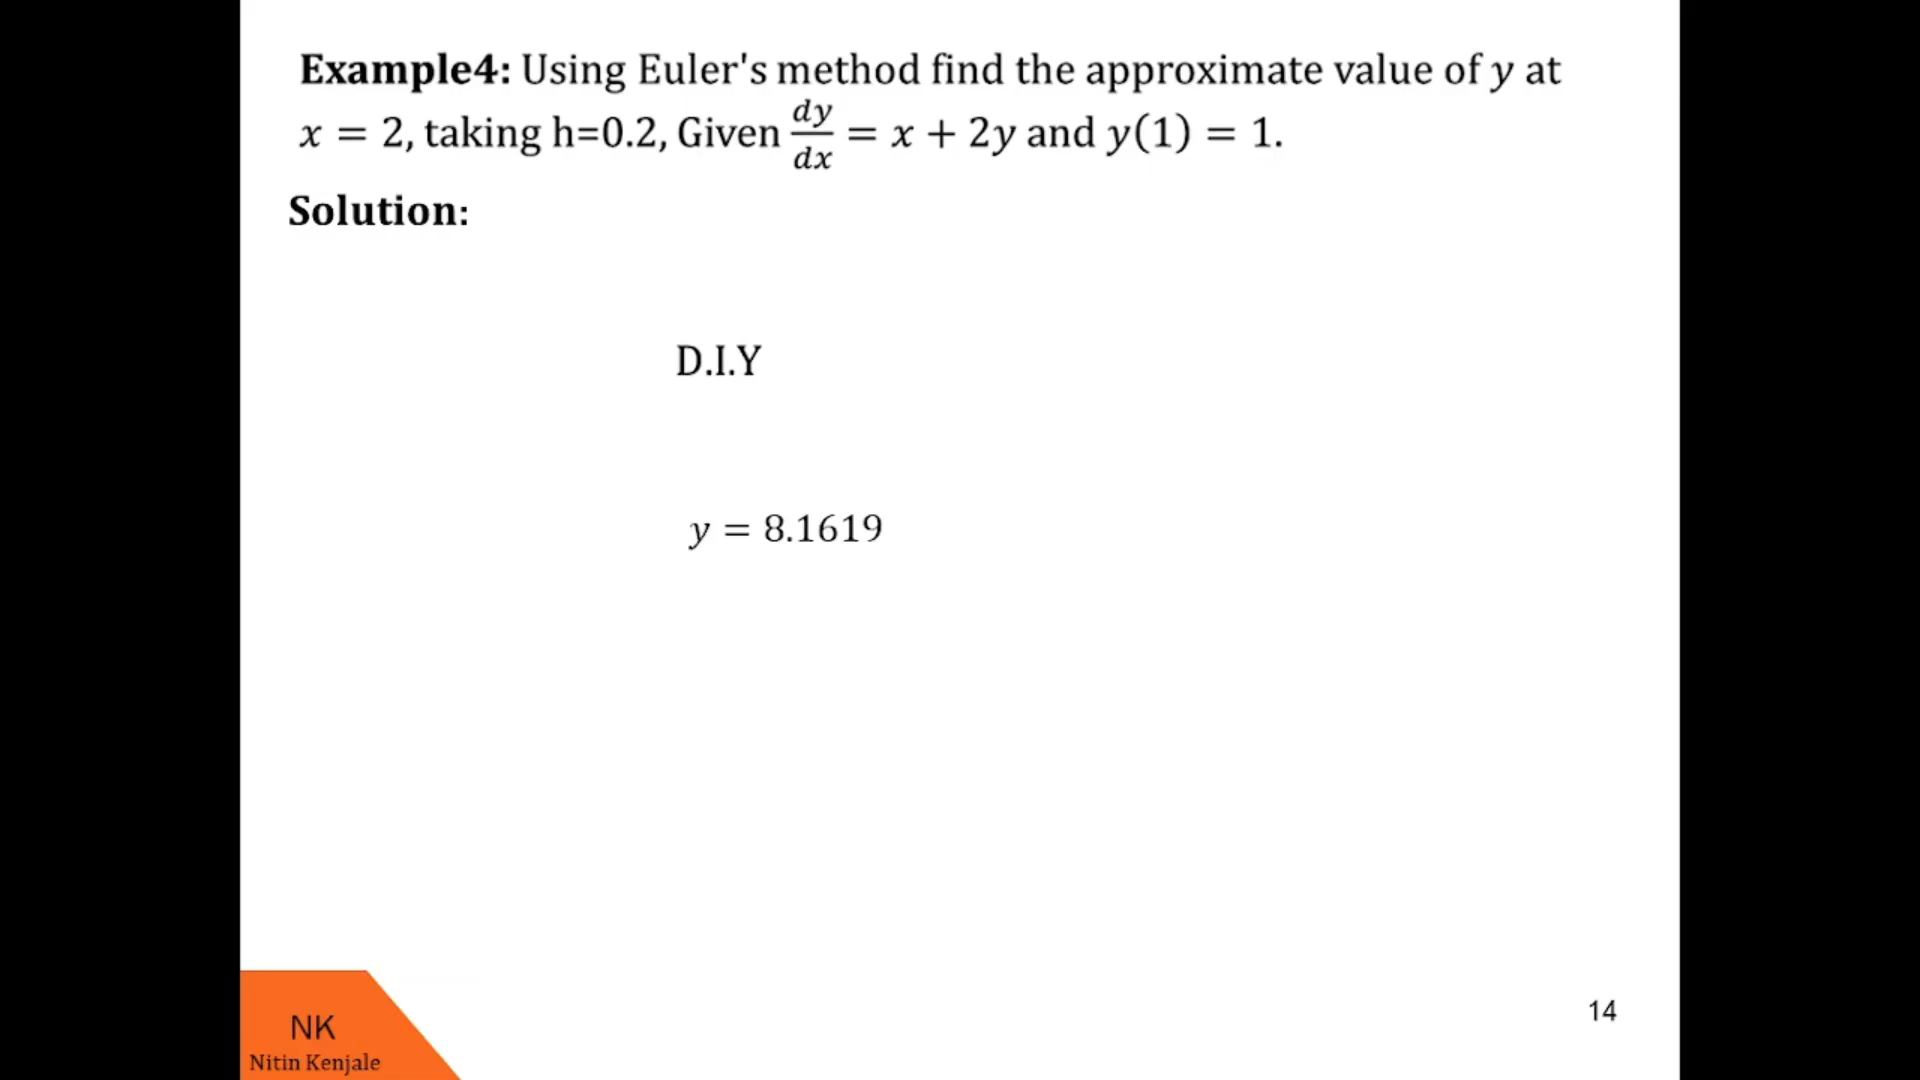 Example4: Using Euler's method find the approximate value of y at
x = 2, taking h=0.2, Given dy/dx = x + 2y and y(1) = 1.
Solution:
D.I.Y
y = 8.1619
NK
Nitin Kenjale
14